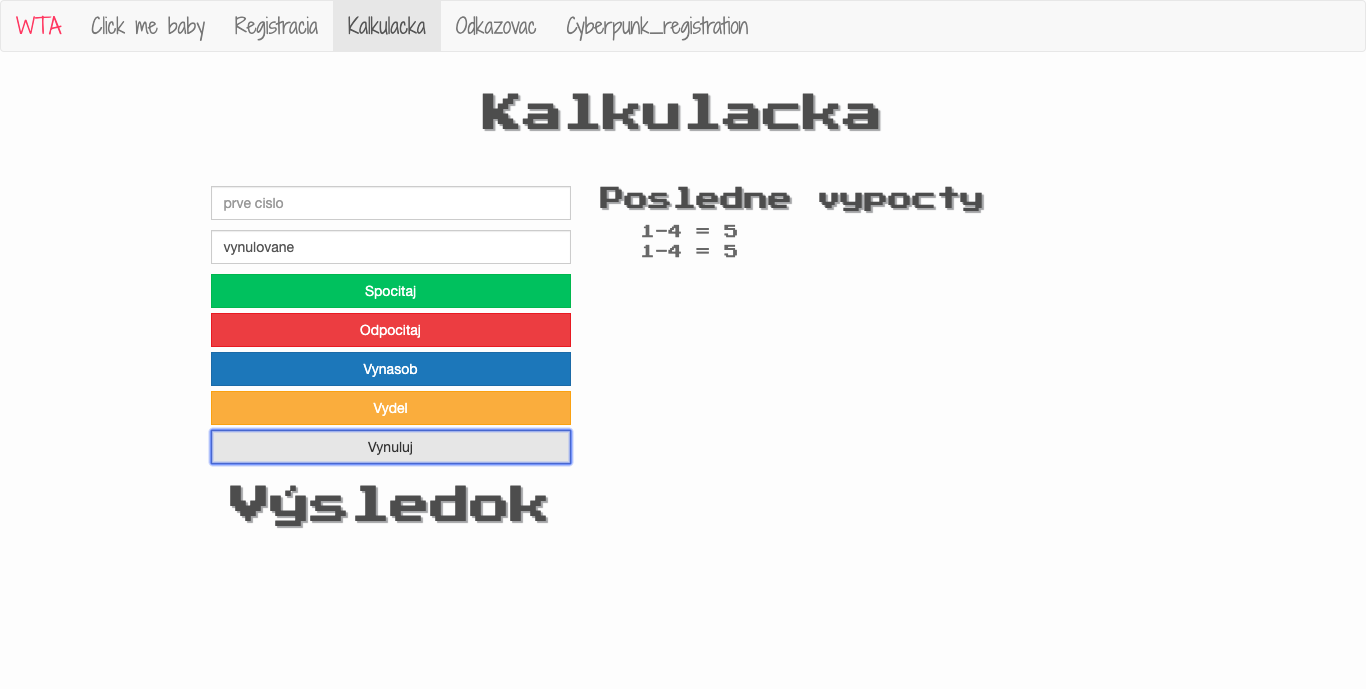 WTA Click me baby Registracia Kalkulacka Odkazovac Cyberpunk_registration
Kalkulacka
prve cislo
vynulovane
Spocitaj
Odpocitaj
Vynasob
Vydel
Vynuluj
Výsledok
Posledne vypocty
1-4 = 5
1-4 = 5